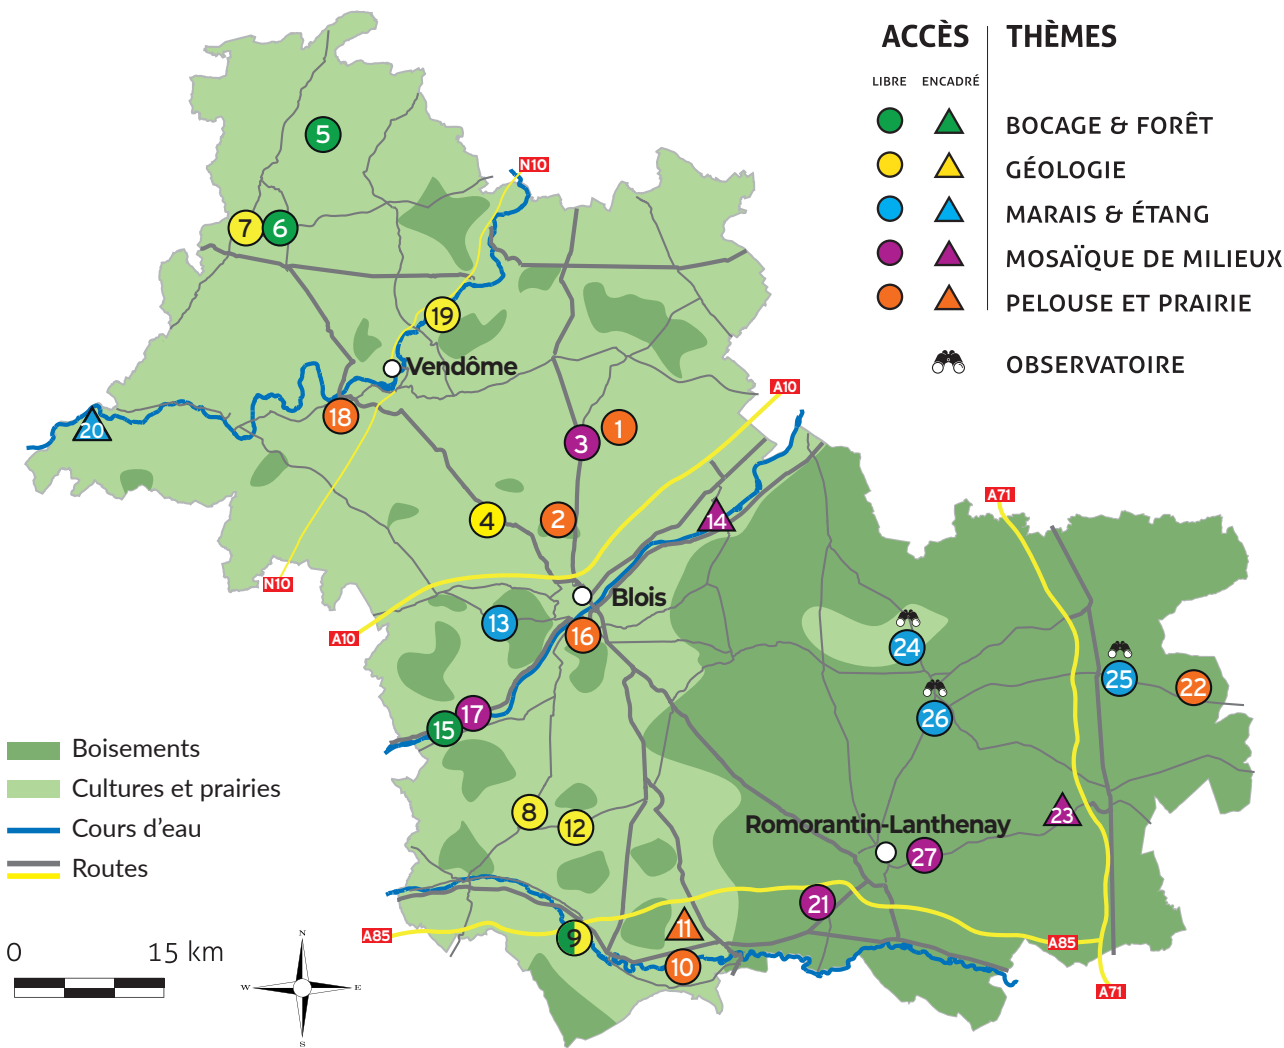 ACCÈS THÈMES
LIBRE ENCADRÉ
BOCAGE & FORÊT
GÉOLOGIE
MARAIS & ÉTANG
MOSAÏQUE DE MILIEUX
PELOUSE ET PRAIRIE
OBSERVATOIRE
5
N10
7 6
19
Vendôme
A10
18
20
3 1
4 2
14
A71
N10
Blois
A10
13
16
24
25
22
26
17
15
Boisements
Cultures et prairies
Cours d'eau
Routes
8
12
23
Romorantin-Lanthenay
27
21
A85
9
11
A85
10
A71
0 15 km
N
W E
S